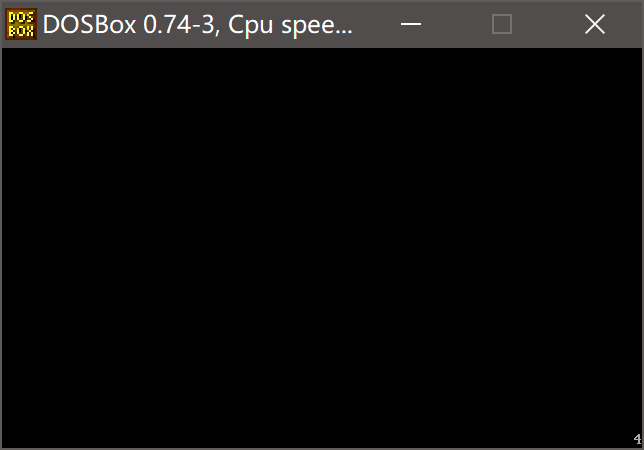 DOS
BOX
DOSBox 0.74-3, Cpu spee...
4